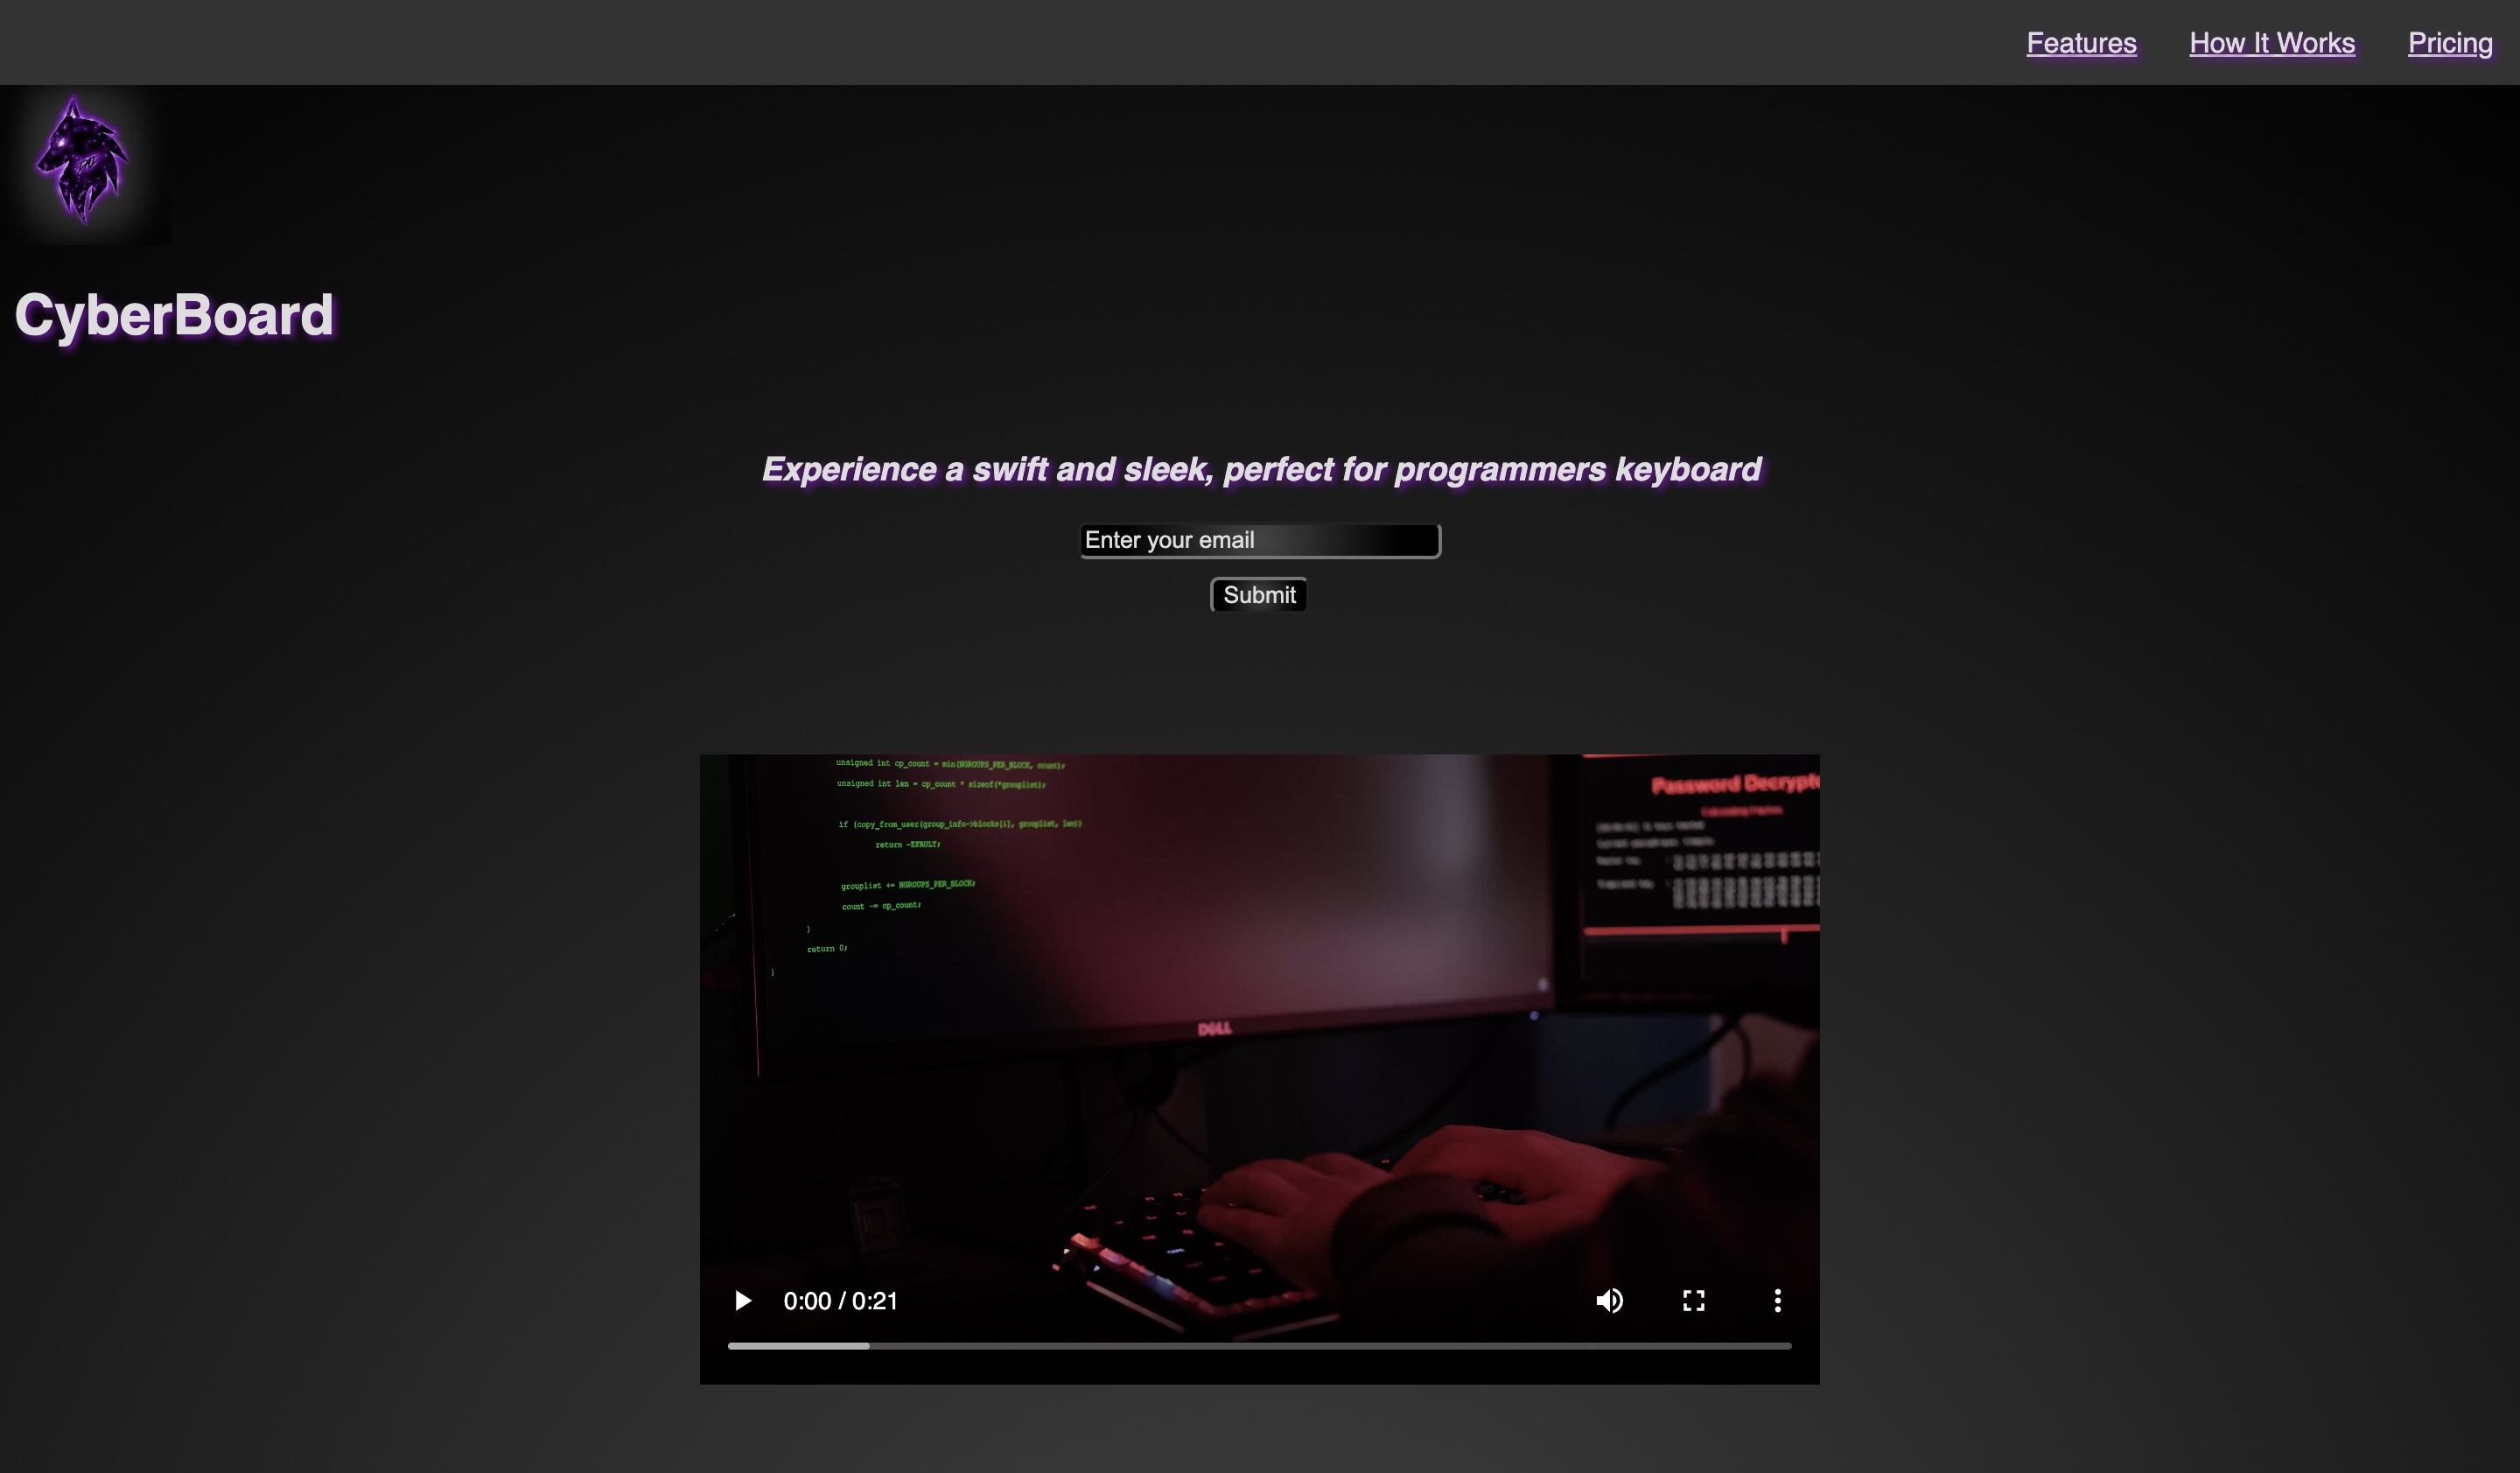 Features How It Works Pricing
CyberBoard
Experience a swift and sleek, perfect for programmers keyboard
Enter your email
Submit
unsigned int cp_count = min(NGROUPS_PER_BLOCK, count);
unsigned int len = cp_count * sizeof(*grouplist);
if (copy_from_user(group_info->blocks[i], grouplist, len))
return -EFAULT;
grouplist += NGROUPS_PER_BLOCK;
count -= cp_count;
}
return 0;
}
Password Decrypt
DELL
0:00 / 0:21